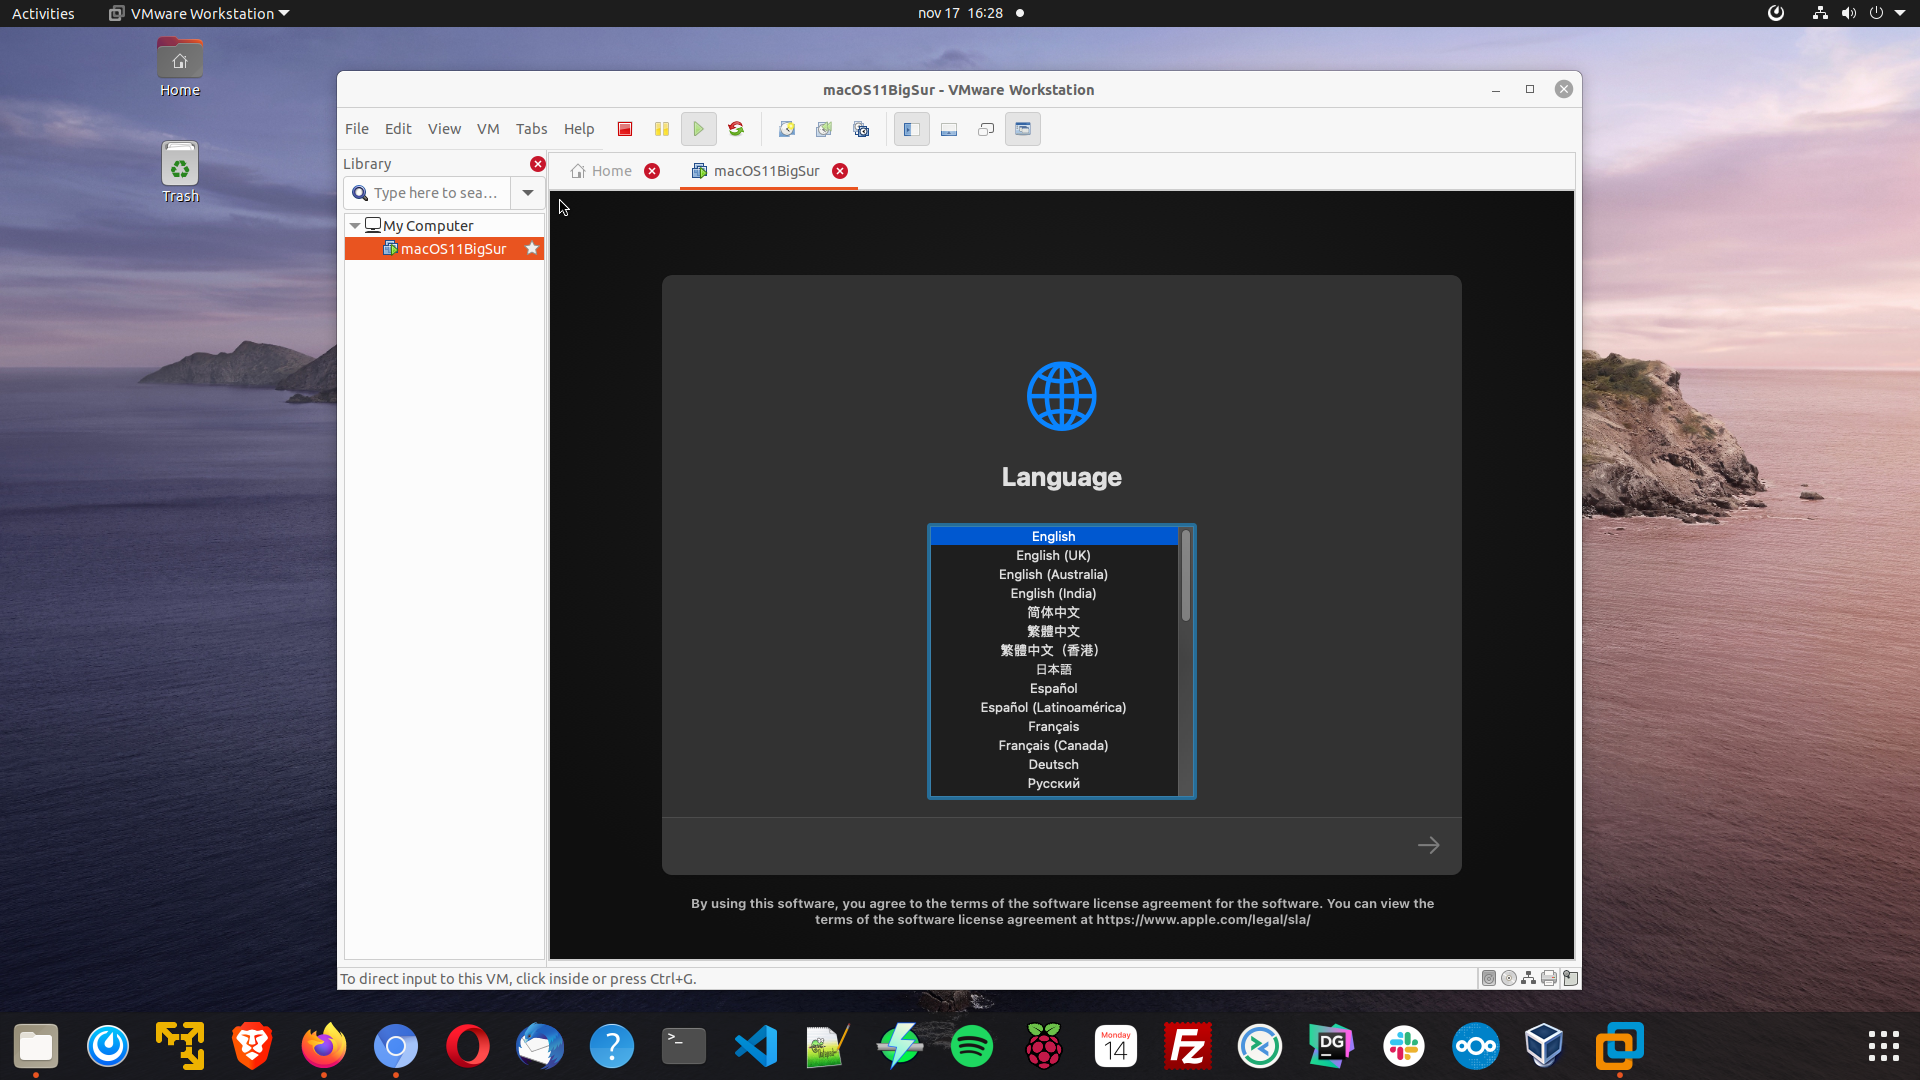 Activities
VMware Workstation
nov 17 16:28
Home
Trash
macOS11BigSur - VMware Workstation
File Edit View VM Tabs Help
Library
Home
macOS11BigSur
Type here to sea...
My Computer
macOS11BigSur
Language
English
English (UK)
English (Australia)
English (India)
简体中文
繁體中文
繁體中文（香港）
日本語
Español
Español (Latinoamérica)
Français
Français (Canada)
Deutsch
Русский
By using this software, you agree to the terms of the software license agreement for the software. You can view the
terms of the software license agreement at https://www.apple.com/legal/sla/
To direct input to this VM, click inside or press Ctrl+G.
?
>_
Monday
14
FZ
DG